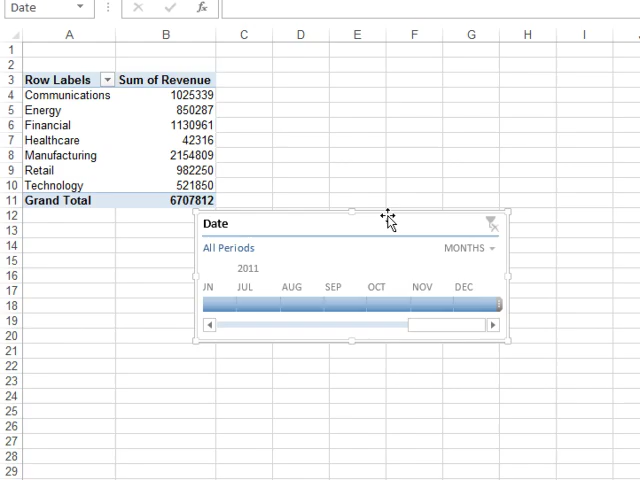 Date
fx
A B C D E F G H I
1
2
3 Row Labels Sum of Revenue
4 Communications 1025339
5 Energy 850287
6 Financial 1130961
7 Healthcare 42316
8 Manufacturing 2154809
9 Retail 982250
10 Technology 521850
11 Grand Total 6707812
12
13 Date
14 All Periods MONTHS
15
16 2011
17 JN JUL AUG SEP OCT NOV DEC
18
19
20
21
22
23
24
25
26
27
28
29